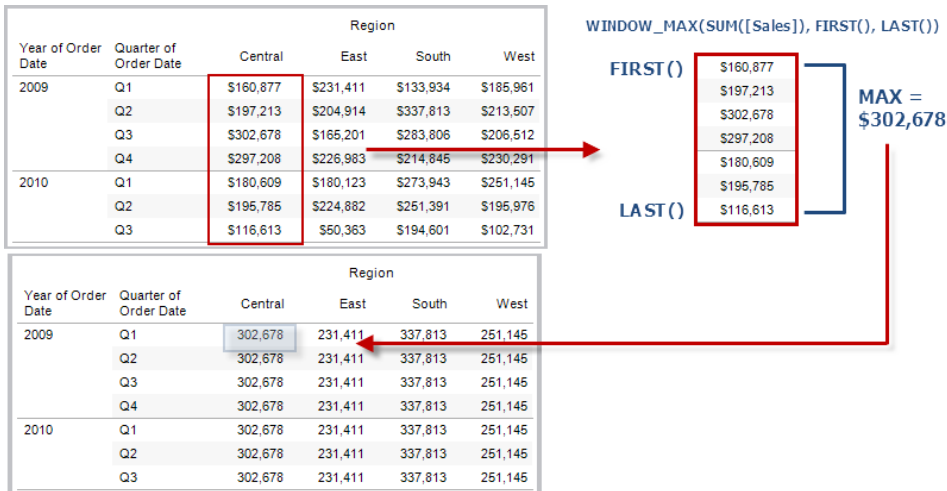 Region
Year of Order Date Quarter of Order Date Central East South West
2009 Q1 $160,877 $231,411 $133,934 $185,961
Q2 $197,213 $204,914 $337,813 $213,507
Q3 $302,678 $165,201 $283,806 $206,512
Q4 $297,208 $226,983 $214,845 $230,291
2010 Q1 $180,609 $180,123 $273,943 $251,145
Q2 $195,785 $224,882 $251,391 $195,976
Q3 $116,613 $50,363 $194,601 $102,731
WINDOW_MAX(SUM([Sales]), FIRST(), LAST())
FIRST() $160,877
$197,213
$302,678
$297,208
$180,609
$195,785
LAST() $116,613
MAX =
$302,678
Region
Year of Order Date Quarter of Order Date Central East South West
2009 Q1 302,678 231,411 337,813 251,145
Q2 302,678 231,411 337,813 251,145
Q3 302,678 231,411 337,813 251,145
Q4 302,678 231,411 337,813 251,145
2010 Q1 302,678 231,411 337,813 251,145
Q2 302,678 231,411 337,813 251,145
Q3 302,678 231,411 337,813 251,145